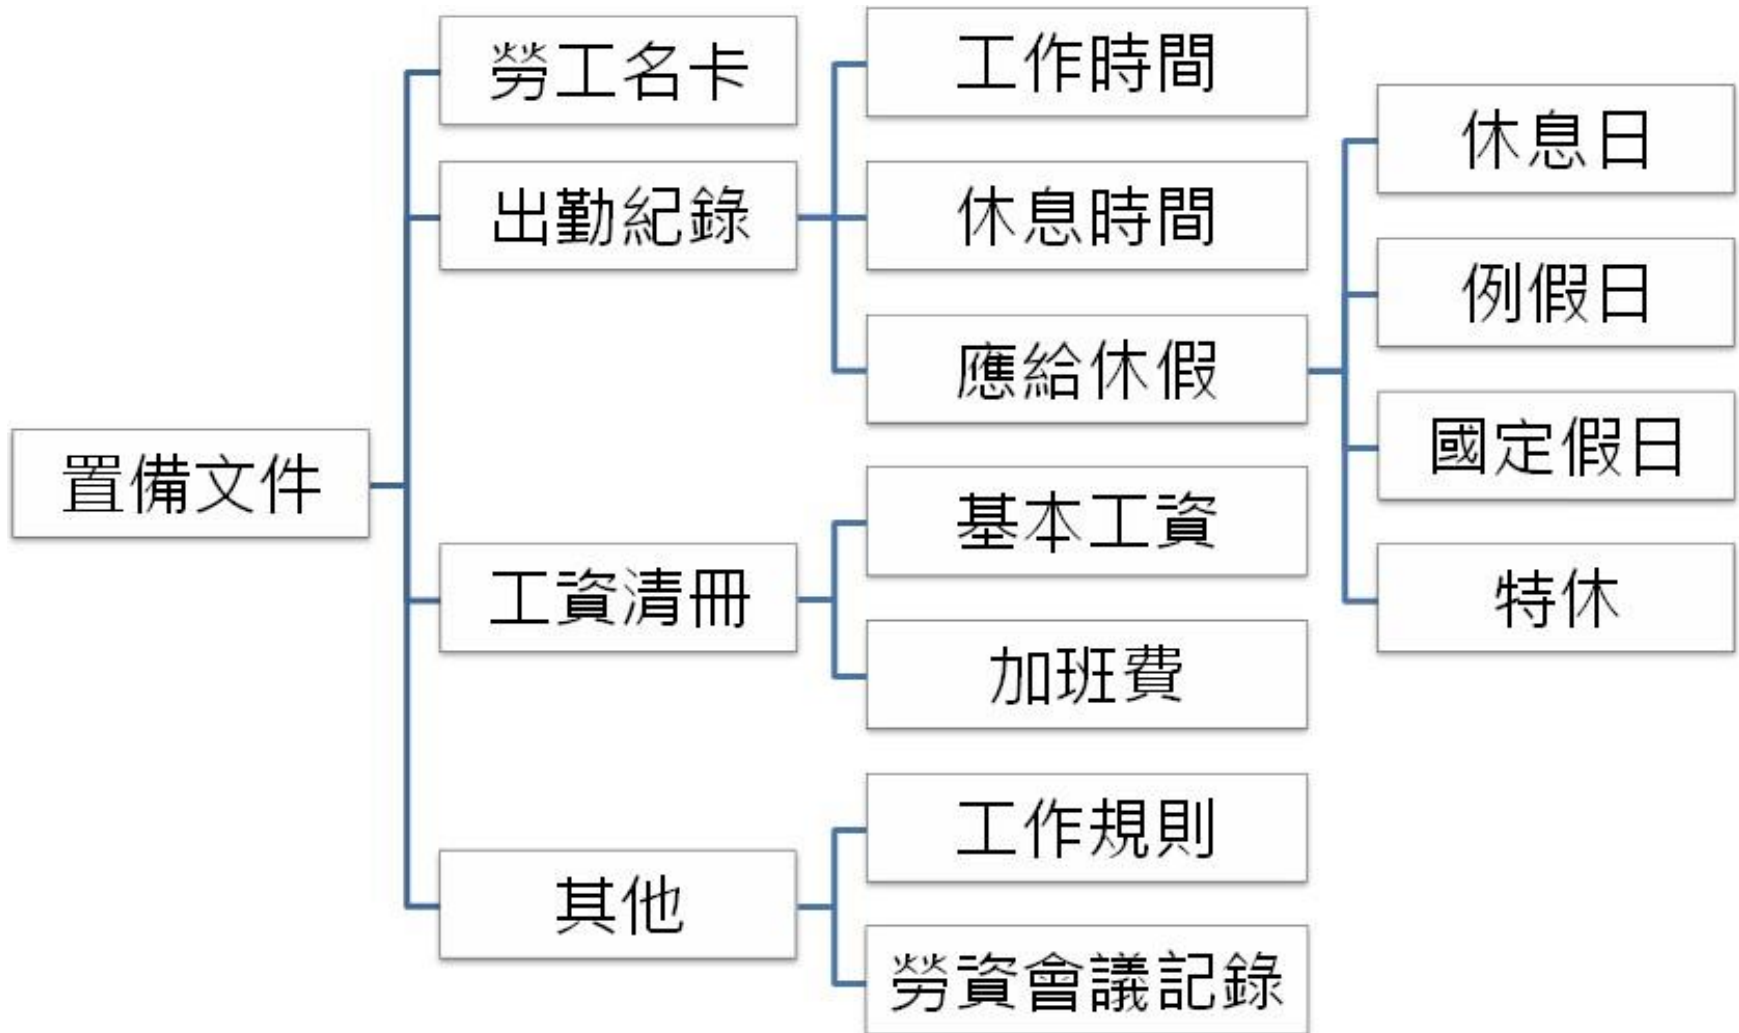 置備文件
勞工名卡
出勤紀錄
工作時間
休息時間
應給休假
休息日
例假日
國定假日
特休
工資清冊
基本工資
加班費
其他
工作規則
勞資會議記錄